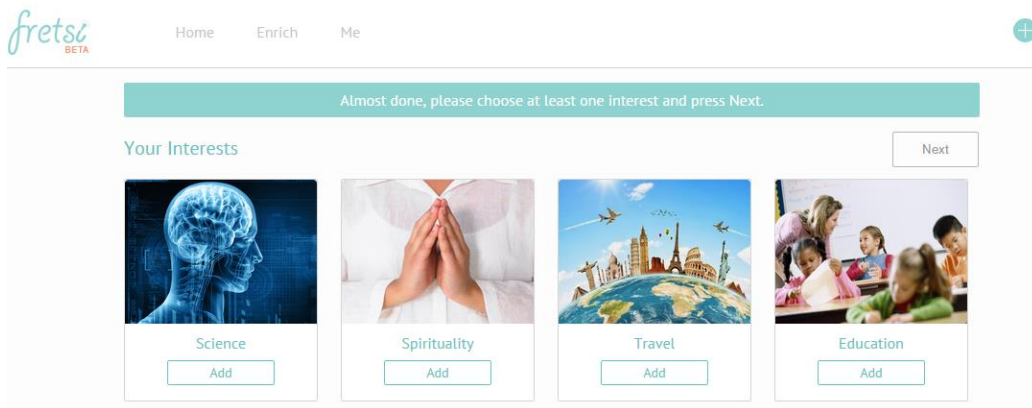 fretsi
BETA
Home Enrich Me
Almost done, please choose at least one interest and press Next.
Your Interests
Next
Science Spirituality Travel Education
Add Add Add Add